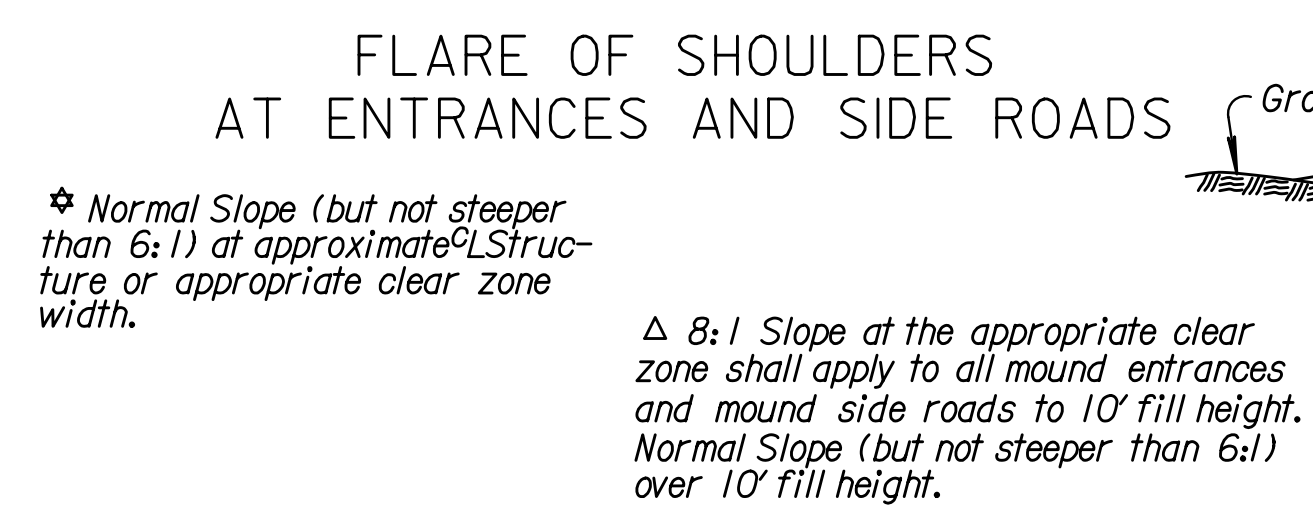 FLARE OF SHOULDERS
AT ENTRANCES AND SIDE ROADS
✡ Normal Slope (but not steeper
than 6:1) at approximate CL Struc-
ture or appropriate clear zone
width.
△ 8:1 Slope at the appropriate clear
zone shall apply to all mound entrances
and mound side roads to 10' fill height.
Normal Slope (but not steeper than 6:1)
over 10' fill height.